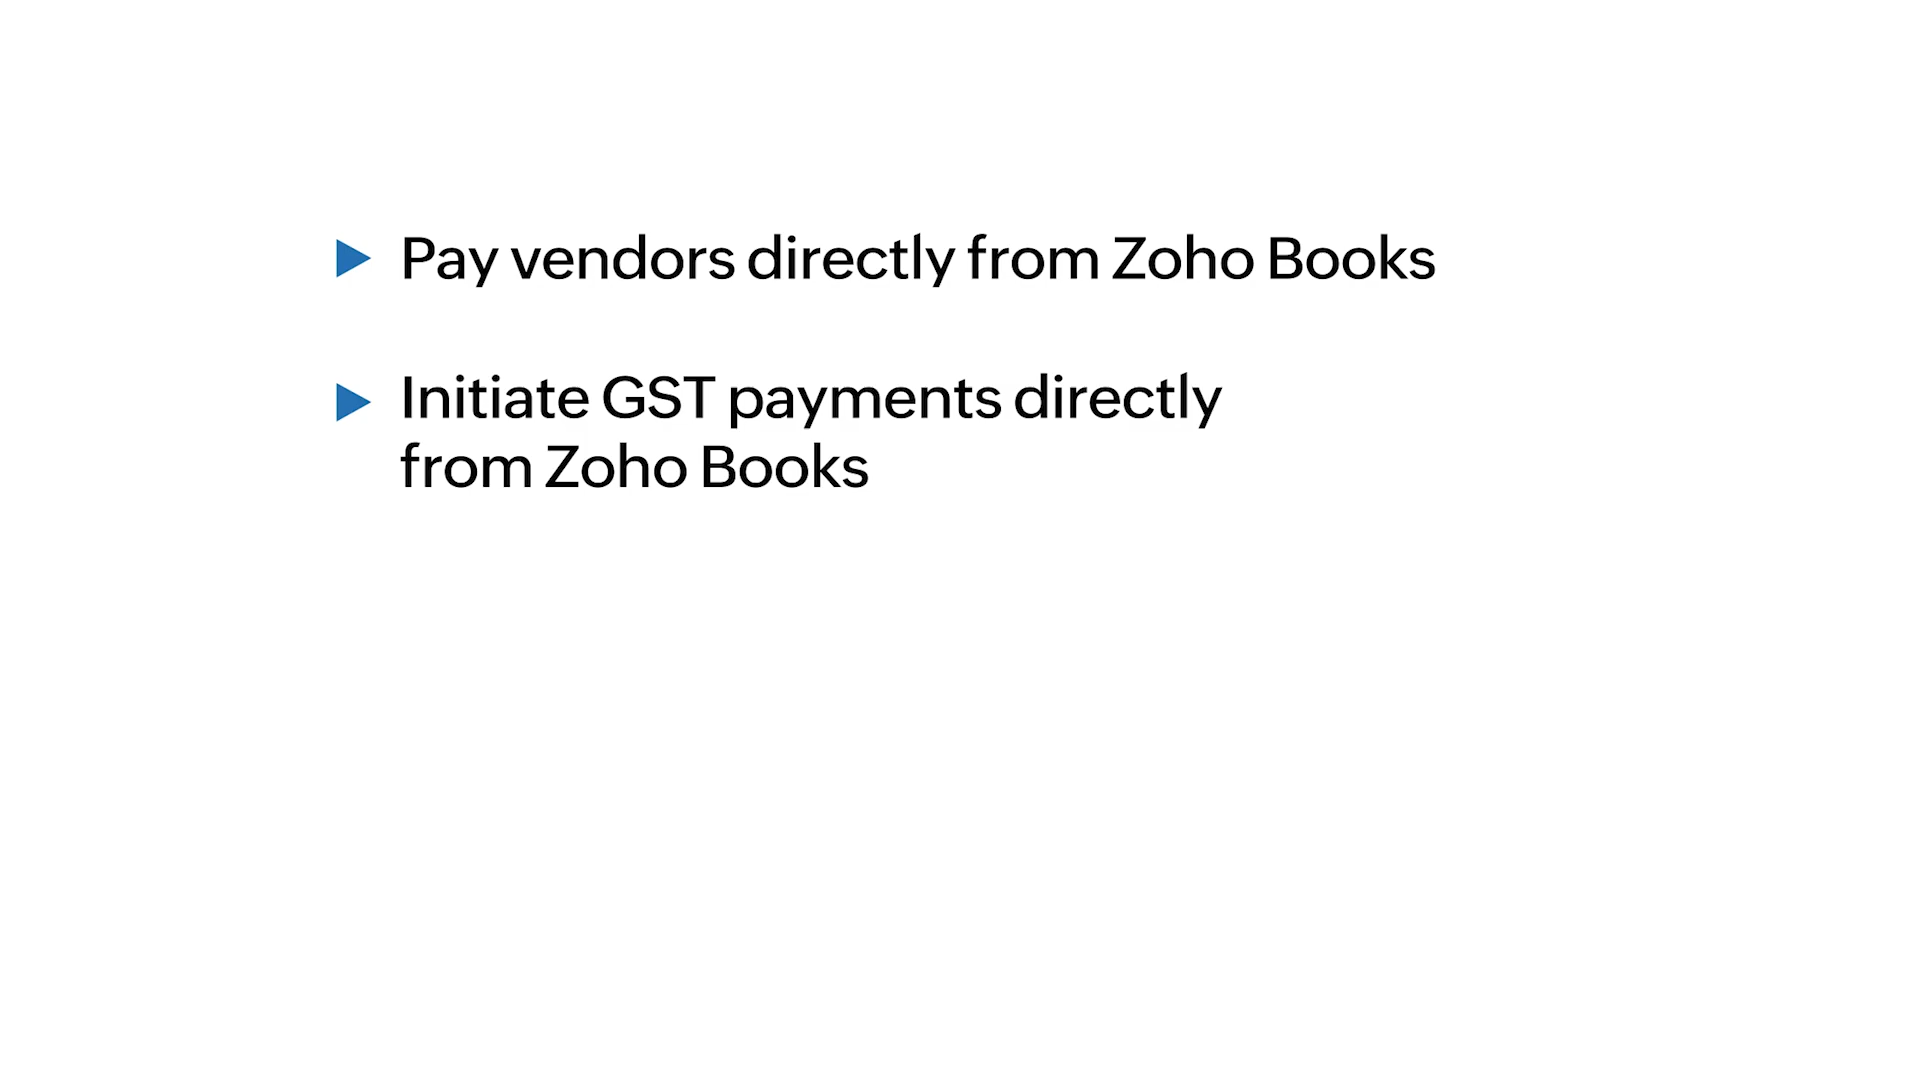 Pay vendors directly from Zoho Books
Initiate GST payments directly
from Zoho Books